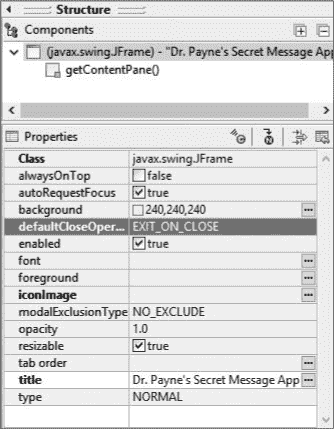 Structure
Components
(javax.swing.JFrame) - "Dr. Payne's Secret Message App
getContentPane()
Properties
Class javax.swing.JFrame
alwaysOnTop false
autoRequestFocus true
background 240,240,240
defaultCloseOper... EXIT_ON_CLOSE
enabled true
font
foreground
iconImage
modalExclusionType NO_EXCLUDE
opacity 1.0
resizable true
tab order
title Dr. Payne's Secret Message App
type NORMAL